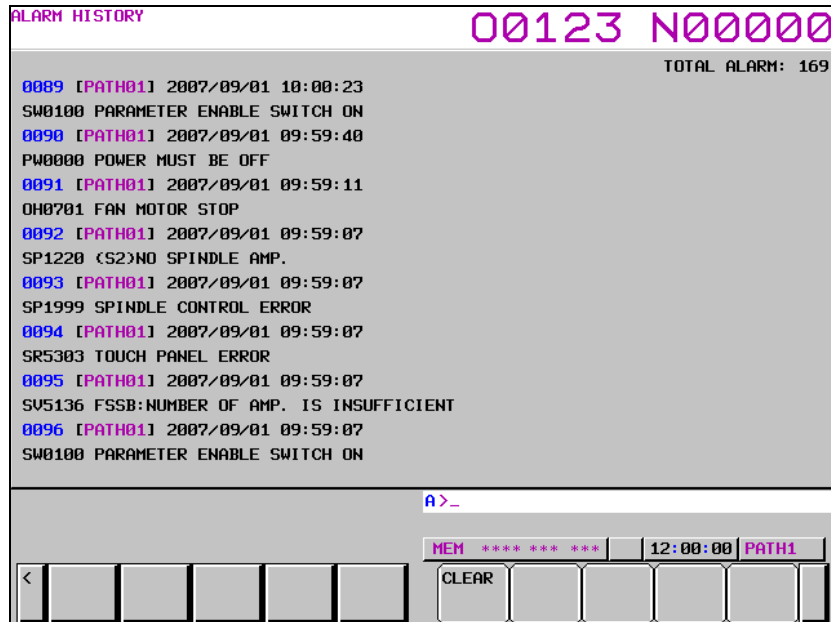 ALARM HISTORY
O0123 N00000
TOTAL ALARM: 169
0089 [PATH01] 2007/09/01 10:00:23
SW0100 PARAMETER ENABLE SWITCH ON
0090 [PATH01] 2007/09/01 09:59:40
PW0000 POWER MUST BE OFF
0091 [PATH01] 2007/09/01 09:59:11
OH0701 FAN MOTOR STOP
0092 [PATH01] 2007/09/01 09:59:07
SP1220 (S2)NO SPINDLE AMP.
0093 [PATH01] 2007/09/01 09:59:07
SP1999 SPINDLE CONTROL ERROR
0094 [PATH01] 2007/09/01 09:59:07
SR5303 TOUCH PANEL ERROR
0095 [PATH01] 2007/09/01 09:59:07
SV5136 FSSB:NUMBER OF AMP. IS INSUFFICIENT
0096 [PATH01] 2007/09/01 09:59:07
SW0100 PARAMETER ENABLE SWITCH ON
A>_
MEM **** *** *** 12:00:00 PATH1
< CLEAR